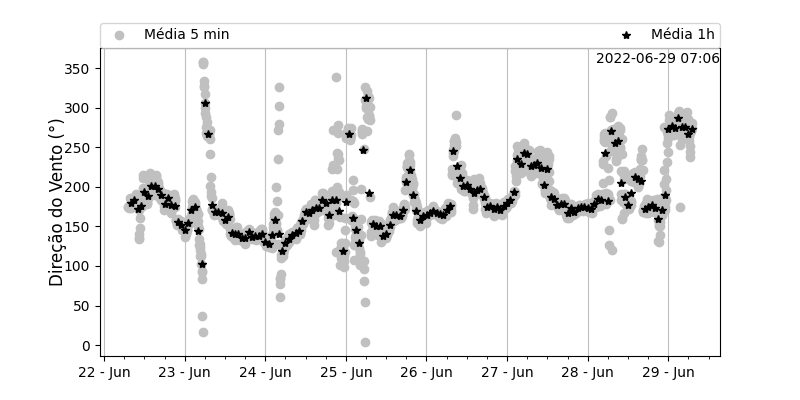 Média 5 min
Média 1h
2022-06-29 07:06
Direção do Vento (°)
350
300
250
200
150
100
50
0
22 - Jun
23 - Jun
24 - Jun
25 - Jun
26 - Jun
27 - Jun
28 - Jun
29 - Jun